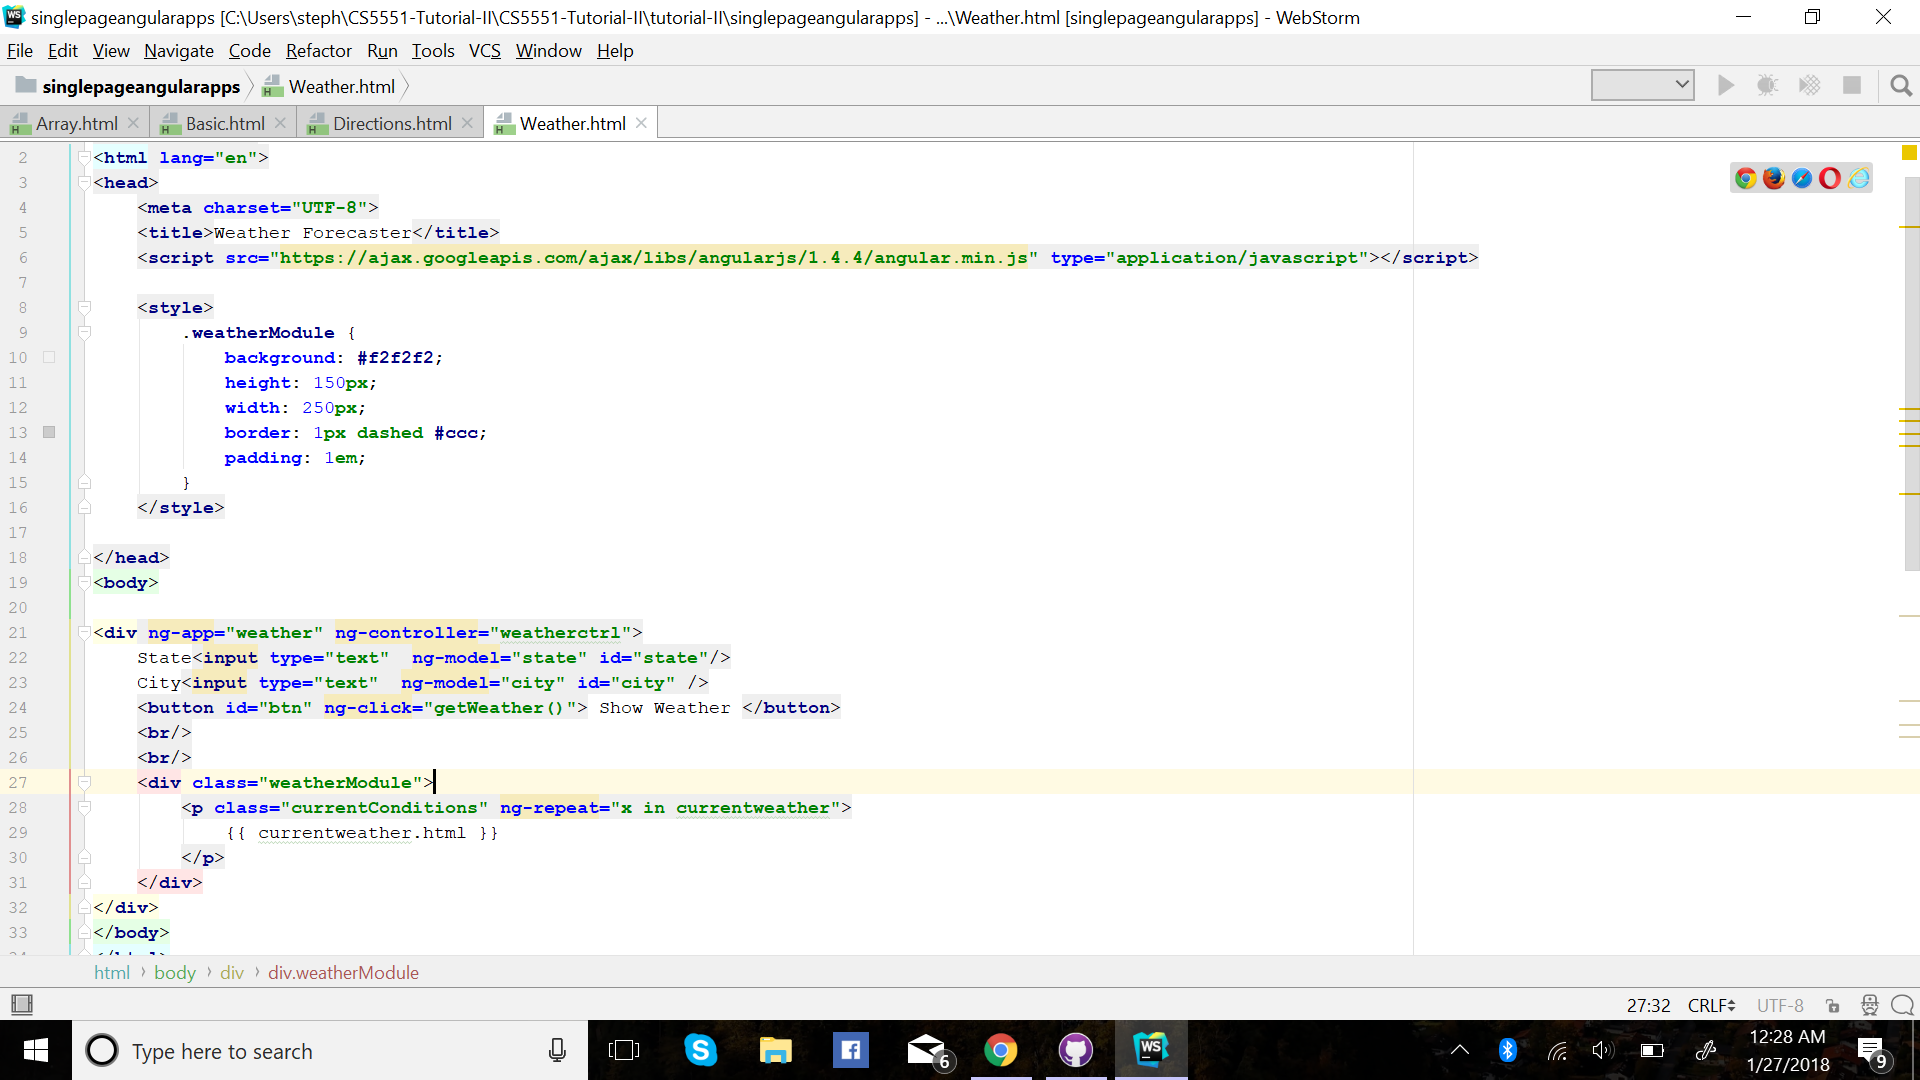 singlepageangularapps [C:\Users\steph\CS5551-Tutorial-II\CS5551-Tutorial-II\tutorial-II\singlepageangularapps] - ...\Weather.html [singlepageangularapps] - WebStorm
File Edit View Navigate Code Refactor Run Tools VCS Window Help
singlepageangularapps Weather.html
Array.html Basic.html Directions.html Weather.html
2 <html lang="en">
3 <head>
4 <meta charset="UTF-8">
5 <title>Weather Forecaster</title>
6 <script src="https://ajax.googleapis.com/ajax/libs/angularjs/1.4.4/angular.min.js" type="application/javascript"></script>
7
8 <style>
9 .weatherModule {
10 background: #f2f2f2;
11 height: 150px;
12 width: 250px;
13 border: 1px dashed #ccc;
14 padding: 1em;
15 }
16 </style>
17
18 </head>
19 <body>
20
21 <div ng-app="weather" ng-controller="weatherctrl">
22 State<input type="text"  ng-model="state" id="state"/>
23 City<input type="text"  ng-model="city" id="city" />
24 <button id="btn" ng-click="getWeather()"> Show Weather </button>
25 <br/>
26 <br/>
27 <div class="weatherModule">
28 <p class="currentConditions" ng-repeat="x in currentweather">
29 {{ currentweather.html }}
30 </p>
31 </div>
32 </div>
33 </body>
html › body › div › div.weatherModule
27:32 CRLF UTF-8
Type here to search
6
WS
12:28 AM
1/27/2018
9